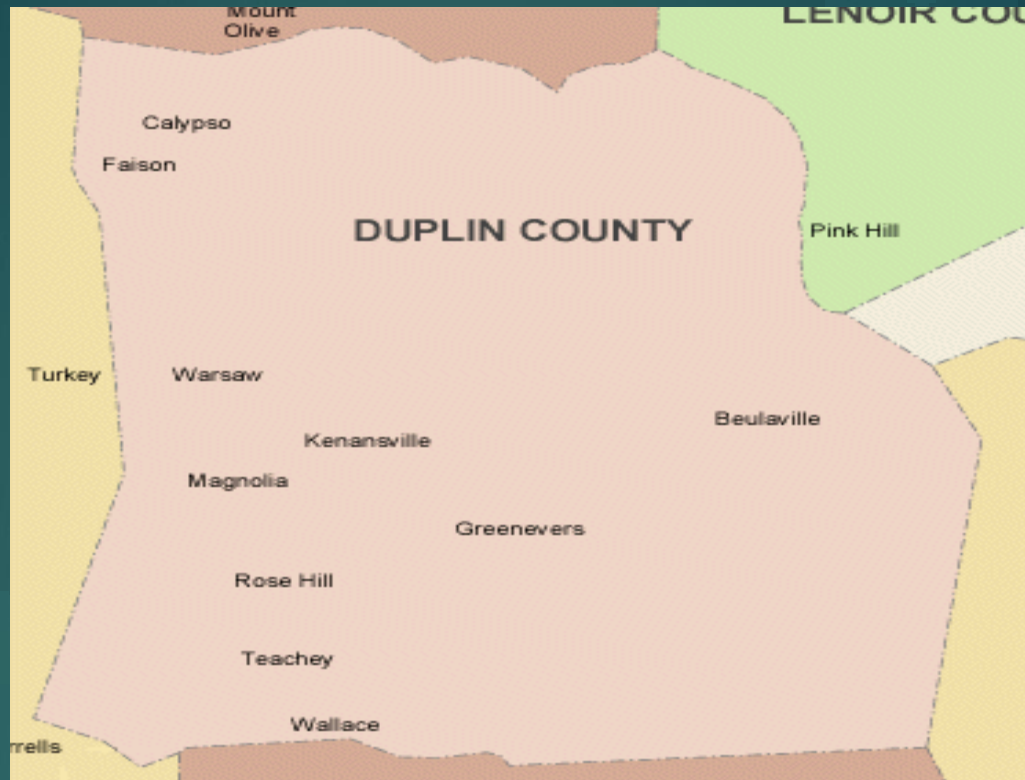 Mount
Olive
LENOIR COU
Calypso
Faison
DUPLIN COUNTY
Pink Hill
Turkey
Warsaw
Beulaville
Kenansville
Magnolia
Greenevers
Rose Hill
Teachey
Wallace
rrells